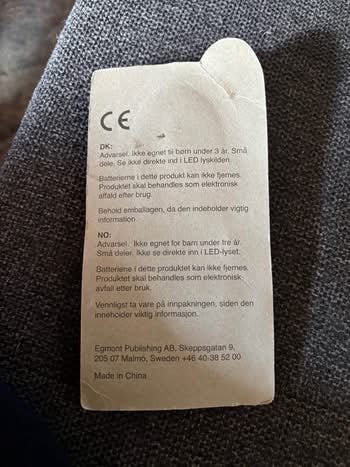 CE
DK:
Advarsel. Ikke egnet til børn under 3 år. Små
dele. Se ikke direkte ind i LED lyskilden.
Batterierne i dette produkt kan ikke fjernes.
Produktet skal behandles som elektronisk
affald efter brug.
Behold emballagen, da den indeholder vigtig
information.
NO:
Advarsel. Ikke egnet for barn under tre år.
Små deler. Ikke se direkte inn i LED-lyset.
Batteriene i dette produktet kan ikke fjernes.
Produktet skal behandles som elektronisk
avfall etter bruk.
Vennligst ta vare på innpakningen, siden den
inneholder viktig informasjon.
Egmont Publishing AB, Skeppsgatan 9,
205 07 Malmö, Sweden +46 40-38 52 00
Made in China